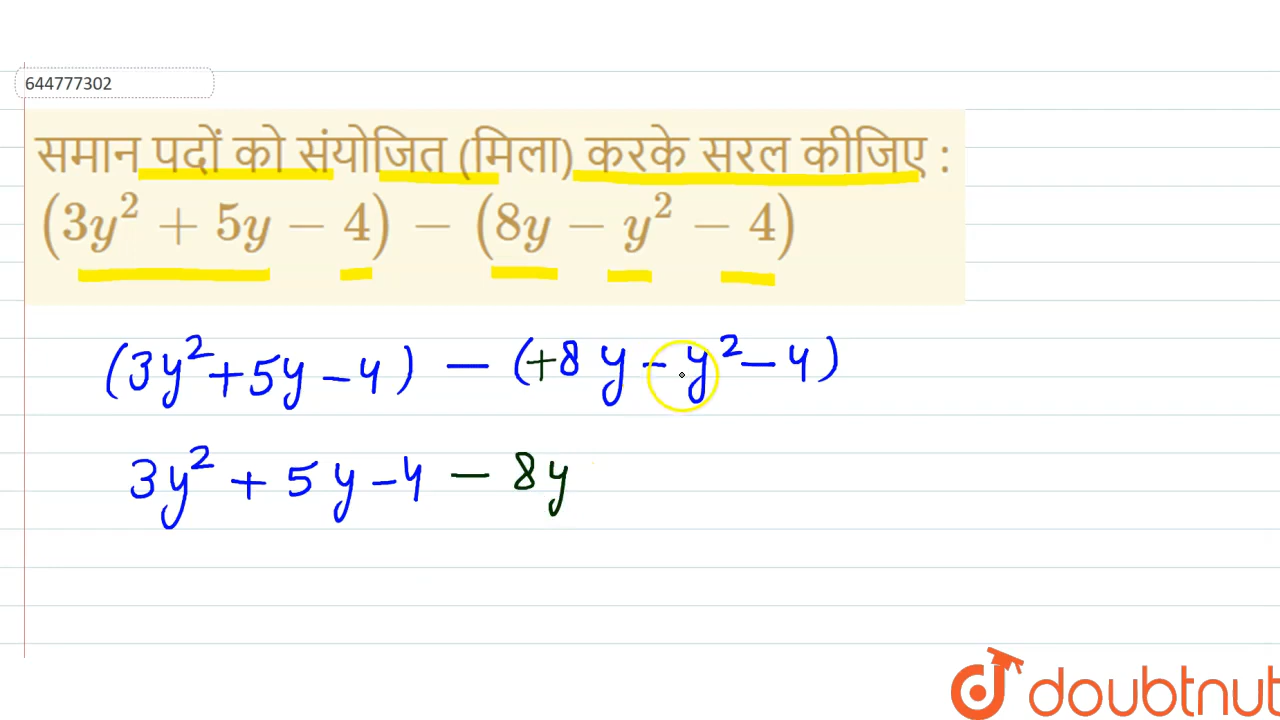 644777302
समान पदों को संयोजित (मिला) करके सरल कीजिए :
(3y² + 5y − 4) − (8y − y² − 4)
(3y² + 5y − 4) − (+8y − y² − 4)
3y² + 5y − 4 − 8y
doubtnut